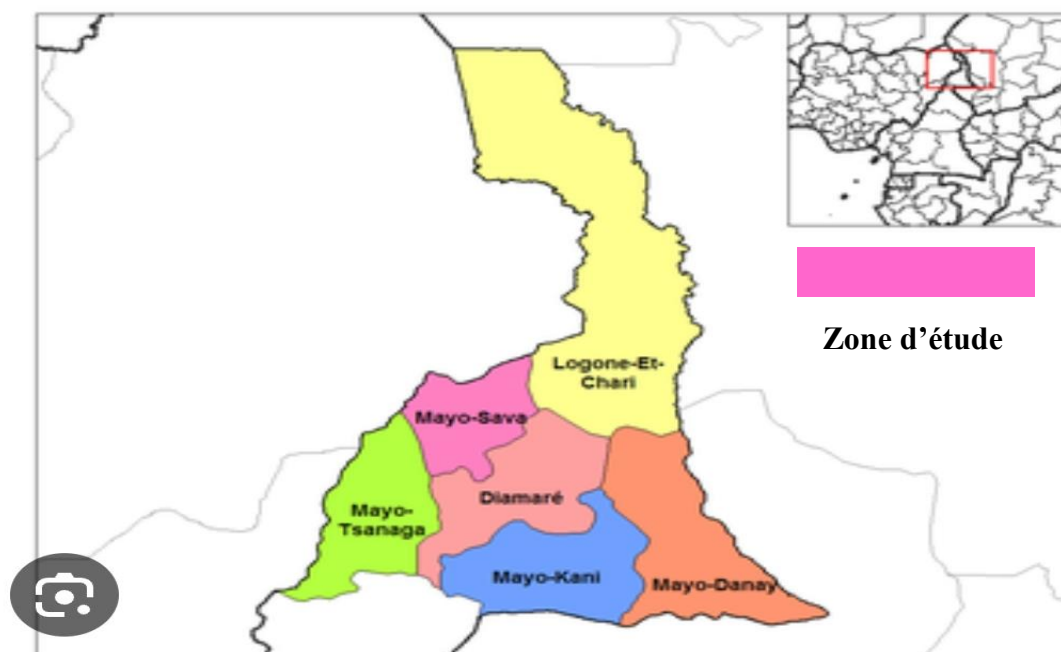 Zone d’étude
Logone-Et-
Chari
Mayo-Sava
Diamaré
Mayo-
Tsanaga
Mayo-Kani
Mayo-Danay